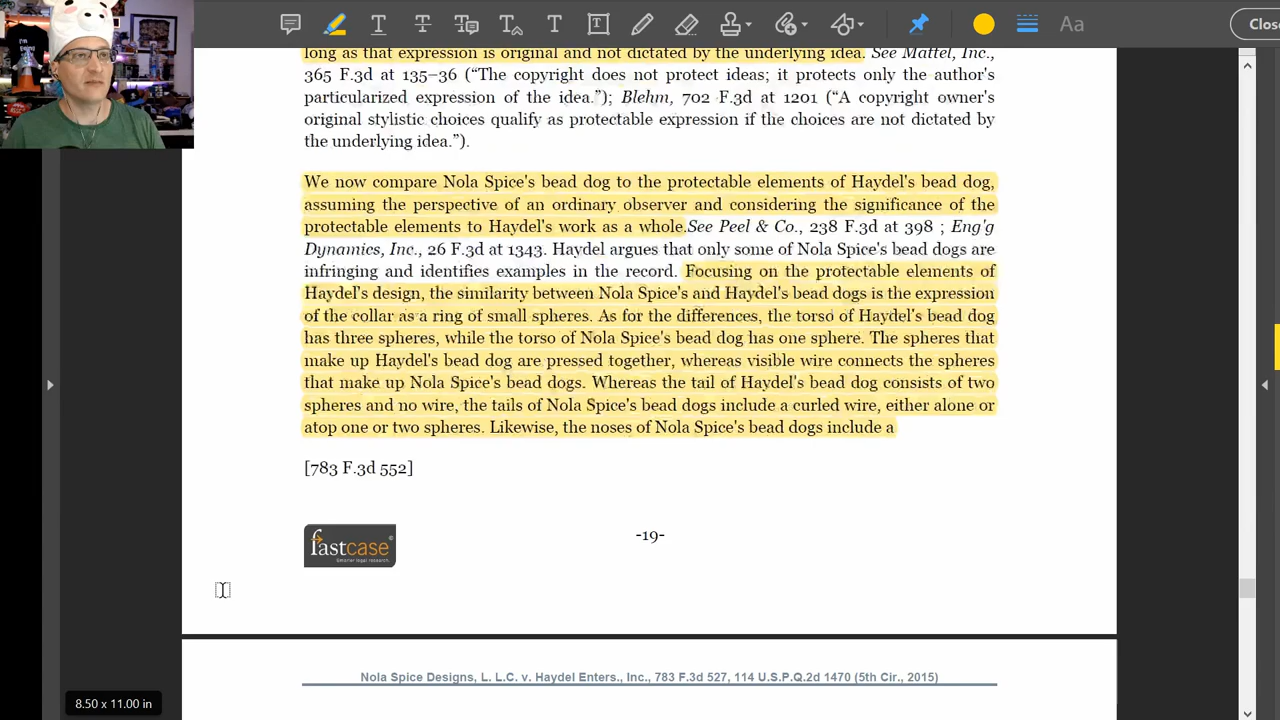 Aa
Clo
long as that expression is original and not dictated by the underlying idea. See Mattel, Inc.,
365 F.3d at 135–36 (“The copyright does not protect ideas; it protects only the author's
particularized expression of the idea.”); Blehm, 702 F.3d at 1201 (“A copyright owner's
original stylistic choices qualify as protectable expression if the choices are not dictated by
the underlying idea.”).
We now compare Nola Spice's bead dog to the protectable elements of Haydel's bead dog,
assuming the perspective of an ordinary observer and considering the significance of the
protectable elements to Haydel's work as a whole.See Peel & Co., 238 F.3d at 398 ; Eng'g
Dynamics, Inc., 26 F.3d at 1343. Haydel argues that only some of Nola Spice's bead dogs are
infringing and identifies examples in the record. Focusing on the protectable elements of
Haydel's design, the similarity between Nola Spice's and Haydel's bead dogs is the expression
of the collar as a ring of small spheres. As for the differences, the torso of Haydel's bead dog
has three spheres, while the torso of Nola Spice's bead dog has one sphere. The spheres that
make up Haydel's bead dog are pressed together, whereas visible wire connects the spheres
that make up Nola Spice's bead dogs. Whereas the tail of Haydel's bead dog consists of two
spheres and no wire, the tails of Nola Spice's bead dogs include a curled wire, either alone or
atop one or two spheres. Likewise, the noses of Nola Spice's bead dogs include a
[783 F.3d 552]
fastcase
Smarter legal research.
-19-
Nola Spice Designs, L. L.C. v. Haydel Enters., Inc., 783 F.3d 527, 114 U.S.P.Q.2d 1470 (5th Cir., 2015)
8.50 x 11.00 in